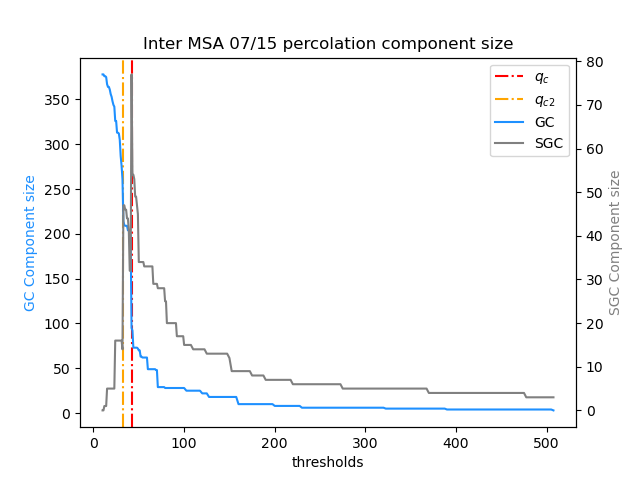 Inter MSA 07/15 percolation component size
q_c
q_{c2}
GC
SGC
GC Component size
0
50
100
150
200
250
300
350
SGC Component size
0
10
20
30
40
50
60
70
80
0 100 200 300 400 500
thresholds